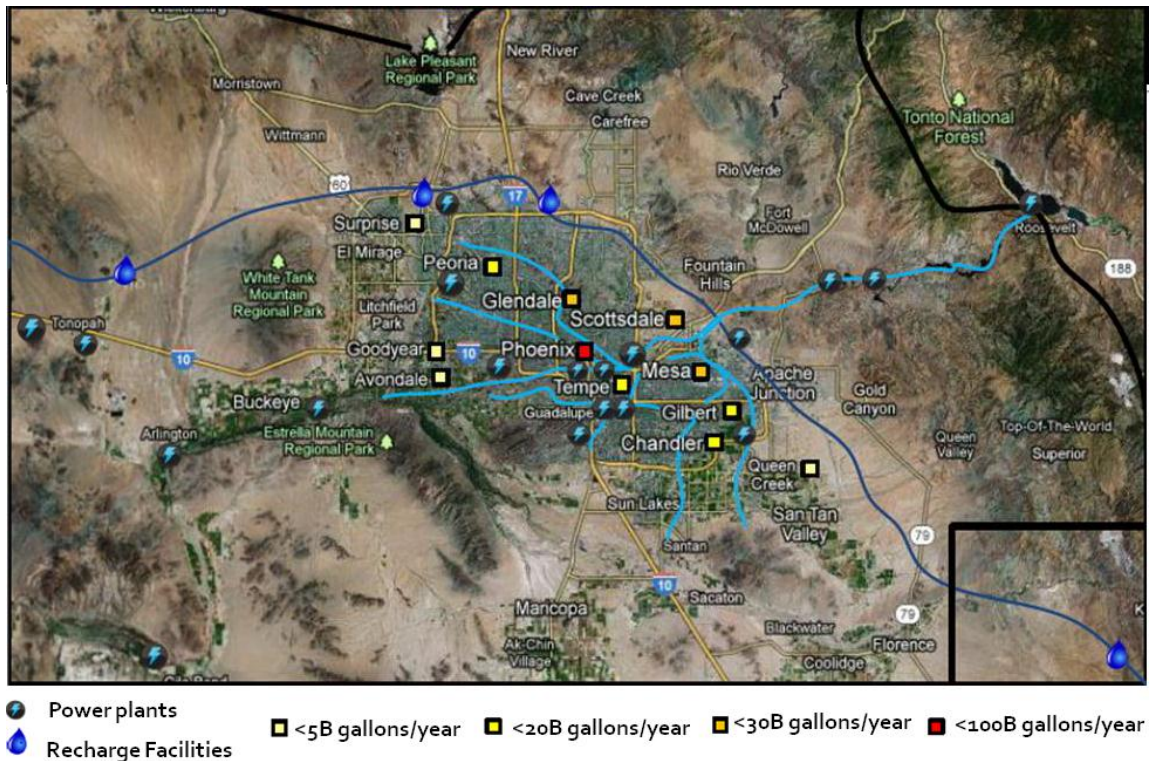 New River
Lake Pleasant
Regional Park
Morristown
Cave Creek
Carefree
Tonto National
Forest
Wittmann
Rio Verde
60
17
Surprise
Fort
McDowell
Roosevelt
El Mirage
Peoria
Fountain
Hills
188
White Tank
Mountain
Regional Park
Litchfield
Park
Glendale
Scottsdale
Tonopah
10
Goodyear
10
Phoenix
Mesa
Apache
Junction
Avondale
Tempe
Gold
Canyon
Buckeye
Guadalupe
Gilbert
Arlington
Estrella Mountain
Regional Park
Chandler
Queen
Valley
Top-Of-The-World
Superior
Queen
Creek
Sun Lakes
San Tan
Valley
Santan
79
10
Sacaton
Maricopa
79
Blackwater
Florence
Ak-Chin
Village
Coolidge
K
Power plants
Recharge Facilities
<5B gallons/year
<20B gallons/year
<30B gallons/year
<100B gallons/year